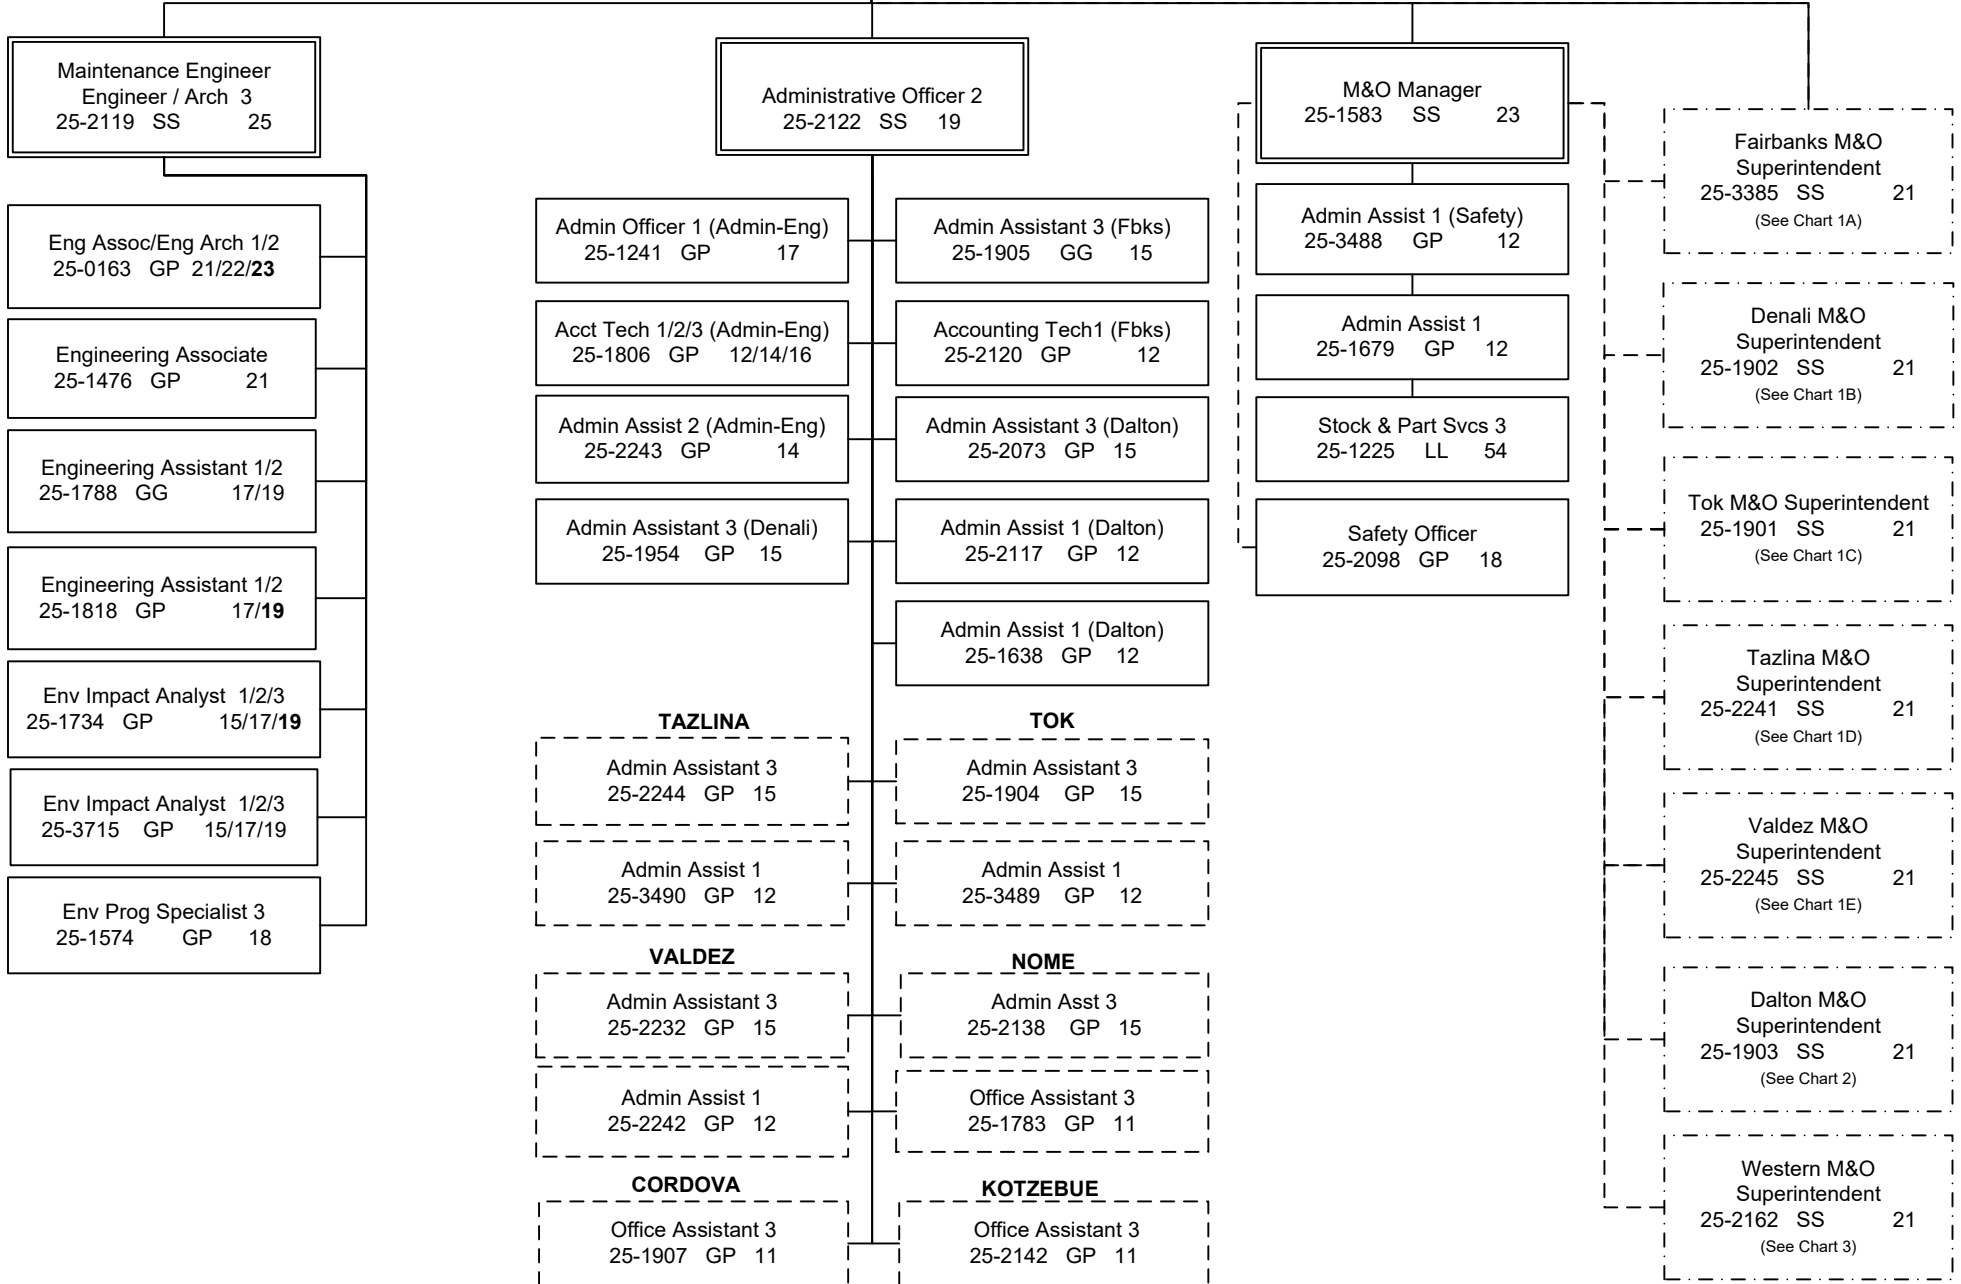 Maintenance Engineer
Engineer / Arch 3
25-2119 SS 25
Eng Assoc/Eng Arch 1/2
25-0163 GP 21/22/23
Engineering Associate
25-1476 GP 21
Engineering Assistant 1/2
25-1788 GG 17/19
Engineering Assistant 1/2
25-1818 GP 17/19
Env Impact Analyst 1/2/3
25-1734 GP 15/17/19
Env Impact Analyst 1/2/3
25-3715 GP 15/17/19
Env Prog Specialist 3
25-1574 GP 18
Administrative Officer 2
25-2122 SS 19
Admin Officer 1 (Admin-Eng)
25-1241 GP 17
Admin Assistant 3 (Fbks)
25-1905 GG 15
Acct Tech 1/2/3 (Admin-Eng)
25-1806 GP 12/14/16
Accounting Tech1 (Fbks)
25-2120 GP 12
Admin Assist 2 (Admin-Eng)
25-2243 GP 14
Admin Assistant 3 (Dalton)
25-2073 GP 15
Admin Assistant 3 (Denali)
25-1954 GP 15
Admin Assist 1 (Dalton)
25-2117 GP 12
Admin Assist 1 (Dalton)
25-1638 GP 12
TAZLINA
Admin Assistant 3
25-2244 GP 15
Admin Assist 1
25-3490 GP 12
TOK
Admin Assistant 3
25-1904 GP 15
Admin Assist 1
25-3489 GP 12
VALDEZ
Admin Assistant 3
25-2232 GP 15
Admin Assist 1
25-2242 GP 12
NOME
Admin Asst 3
25-2138 GP 15
Office Assistant 3
25-1783 GP 11
CORDOVA
Office Assistant 3
25-1907 GP 11
KOTZEBUE
Office Assistant 3
25-2142 GP 11
M&O Manager
25-1583 SS 23
Admin Assist 1 (Safety)
25-3488 GP 12
Admin Assist 1
25-1679 GP 12
Stock & Part Svcs 3
25-1225 LL 54
Safety Officer
25-2098 GP 18
Fairbanks M&O
Superintendent
25-3385 SS 21
(See Chart 1A)
Denali M&O
Superintendent
25-1902 SS 21
(See Chart 1B)
Tok M&O Superintendent
25-1901 SS 21
(See Chart 1C)
Tazlina M&O
Superintendent
25-2241 SS 21
(See Chart 1D)
Valdez M&O
Superintendent
25-2245 SS 21
(See Chart 1E)
Dalton M&O
Superintendent
25-1903 SS 21
(See Chart 2)
Western M&O
Superintendent
25-2162 SS 21
(See Chart 3)